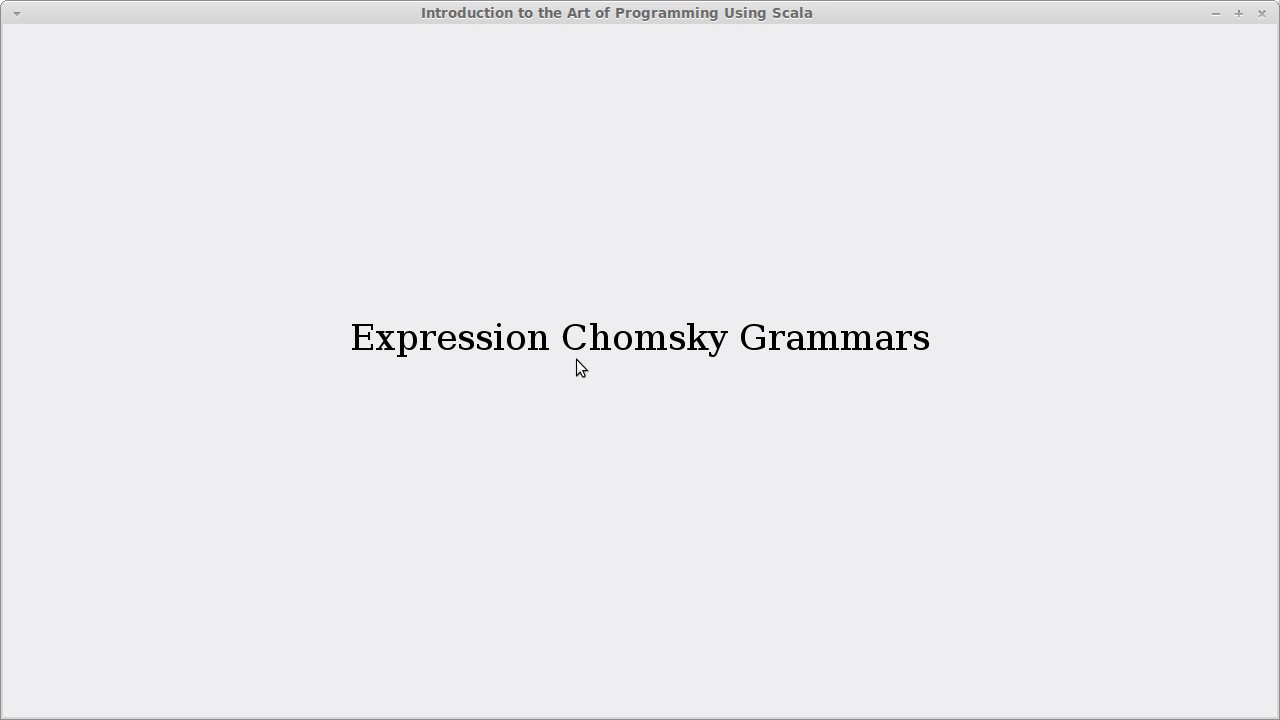 Introduction to the Art of Programming Using Scala
Expression Chomsky Grammars